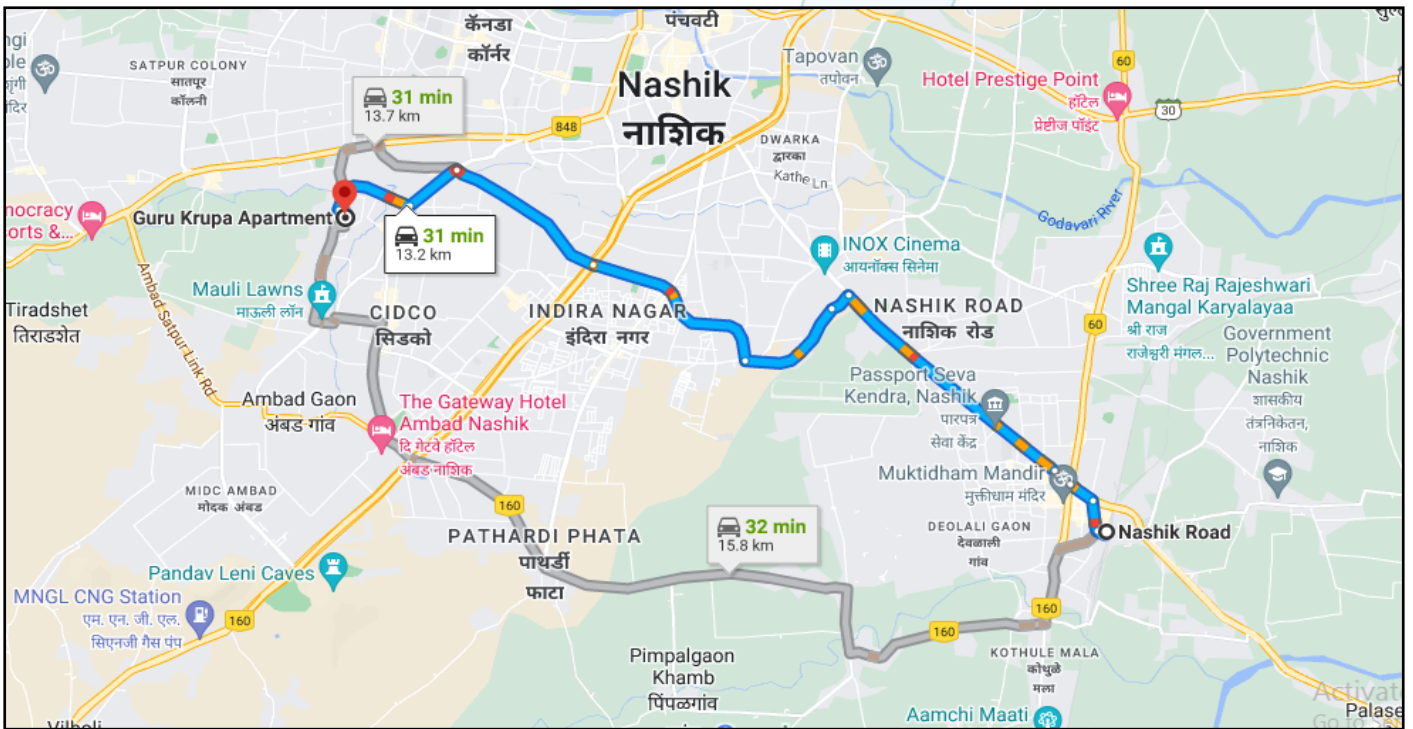 कॅनडा
कॉर्नर
पंचवटी
60
SATPUR COLONY
सातपूर
कॉलनी
Tapovan
तपोवन
Nashik
नाशिक
Hotel Prestige Point
हॉटेल
प्रेष्टीज पॉईंट
30
31 min
13.7 km
848
DWARKA
द्वारका
Kathe Ln
Godavari River
Guru Krupa Apartment
31 min
13.2 km
INOX Cinema
आयनॉक्स सिनेमा
Ambad Satpur Link Rd
Mauli Lawns
माऊली लॉन
CIDCO
सिडको
INDIRA NAGAR
इंदिरा नगर
NASHIK ROAD
नाशिक रोड
Shree Raj Rajeshwari
Mangal Karyalayaa
श्री राज
राजेश्वरी मंगल...
Tiradshet
तिराडशेत
60
Government
Polytechnic
Nashik
शासकीय
तंत्रनिकेतन,
नाशिक
Passport Seva
Kendra, Nashik
पारपत्र
सेवा केंद्र
Ambad Gaon
अंबड गांव
The Gateway Hotel
Ambad Nashik
दि गेटवे हॉटेल
अंबड नाशिक
Muktidham Mandir
मुक्तीधाम मंदिर
MIDC AMBAD
मोदक अंबड
160
32 min
15.8 km
DEOLALI GAON
देवळाली
गांव
Nashik Road
PATHARDI PHATA
पाथर्डी
फाटा
Pandav Leni Caves
MNGL CNG Station
एम. एन. जी. एल.
सिएनजी गैस पंप
160
160
160
KOTHULE MALA
कोथुळे
मला
Pimpalgaon
Khamb
पिंपळगांव
Aamchi Maati